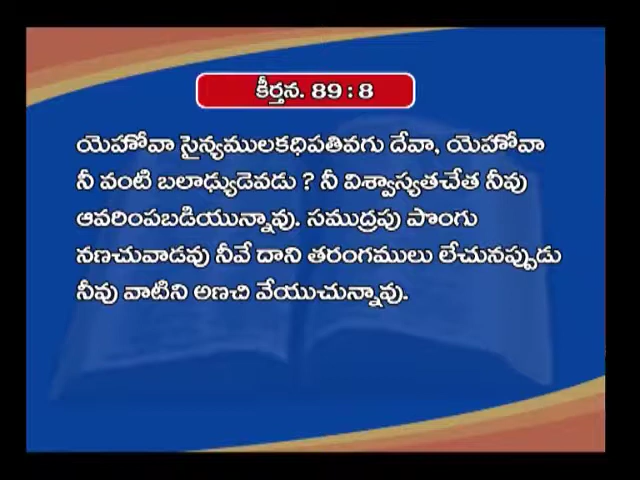 కీర్తన. 89 : 8
యెహోవా సైన్యములకధిపతివగు దేవా, యెహోవా
నీ వంటి బలాఢ్యుడెవడు ? నీ విశ్వాస్యతచేత నీవు
ఆవరింపబడియున్నావు. సముద్రపు పొంగు
నణచువాడవు నీవే దాని తరంగములు లేచునప్పుడు
నీవు వాటిని అణచి వేయుచున్నావు.